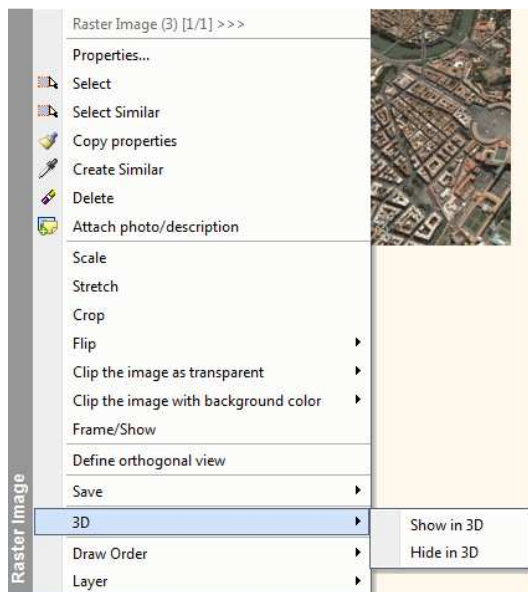 Raster Image (3) [1/1] >>>
Properties...
Select
Select Similar
Copy properties
Create Similar
Delete
Attach photo/description
Scale
Stretch
Crop
Flip
Clip the image as transparent
Clip the image with background color
Frame/Show
Define orthogonal view
Save
3D
Show in 3D
Hide in 3D
Draw Order
Layer
Raster Image